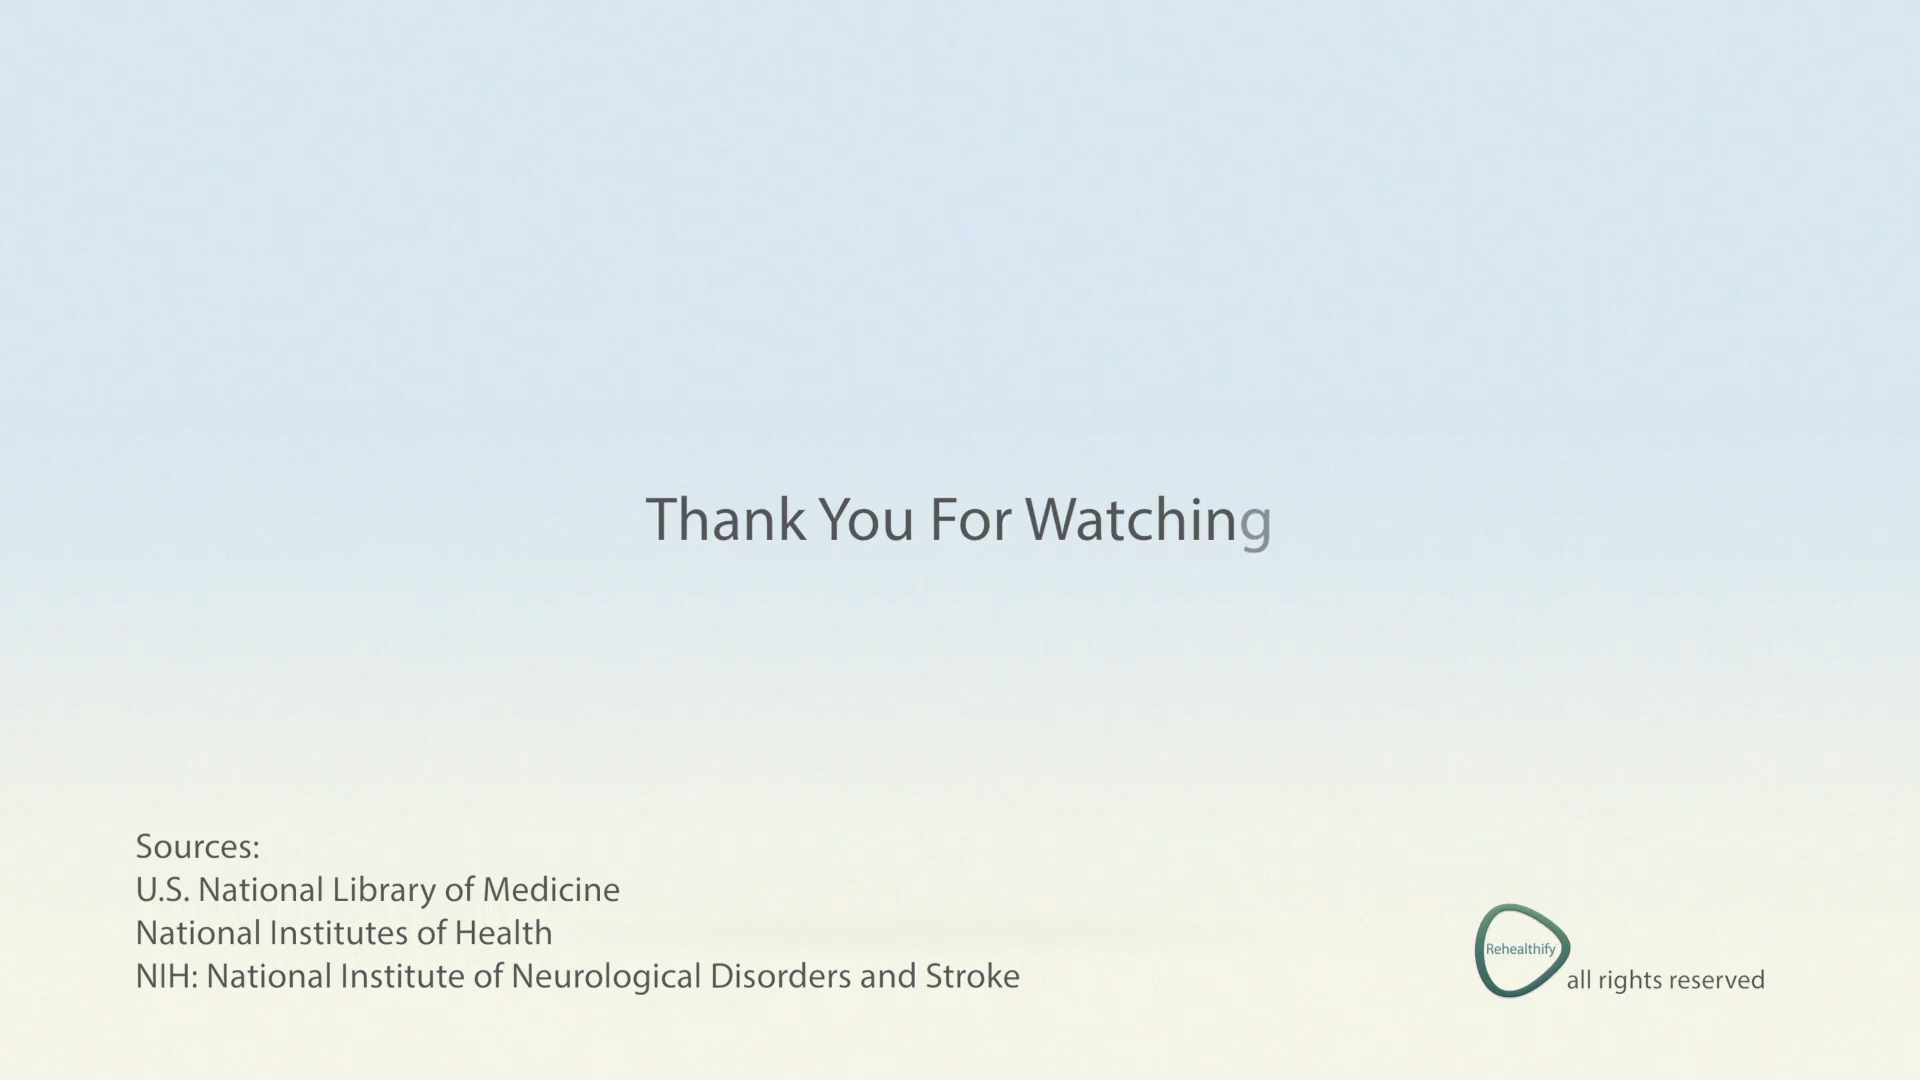 Thank You For Watching
Sources:
U.S. National Library of Medicine
National Institutes of Health
NIH: National Institute of Neurological Disorders and Stroke
Rehealthify
all rights reserved